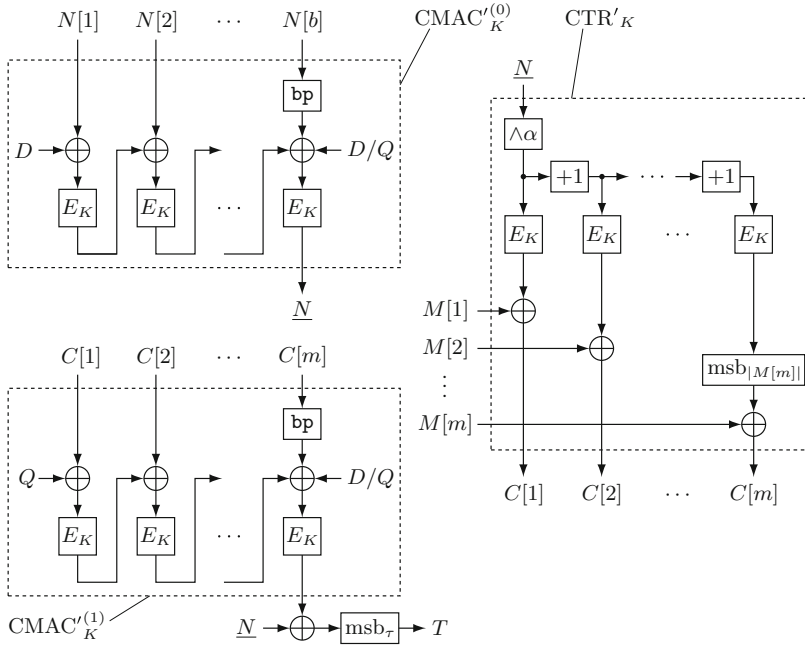 N[1] N[2] ··· N[b] CMAC′_K^(0)
bp
D D/Q
E_K E_K ··· E_K
N
C[1] C[2] ··· C[m]
bp
Q D/Q
E_K E_K ··· E_K
CMAC′_K^(1)
N msb_τ T
CTR′_K
N
∧α
+1 ··· +1
E_K E_K ··· E_K
M[1]
M[2]
⋮
msb_|M[m]|
M[m]
C[1] C[2] ··· C[m]